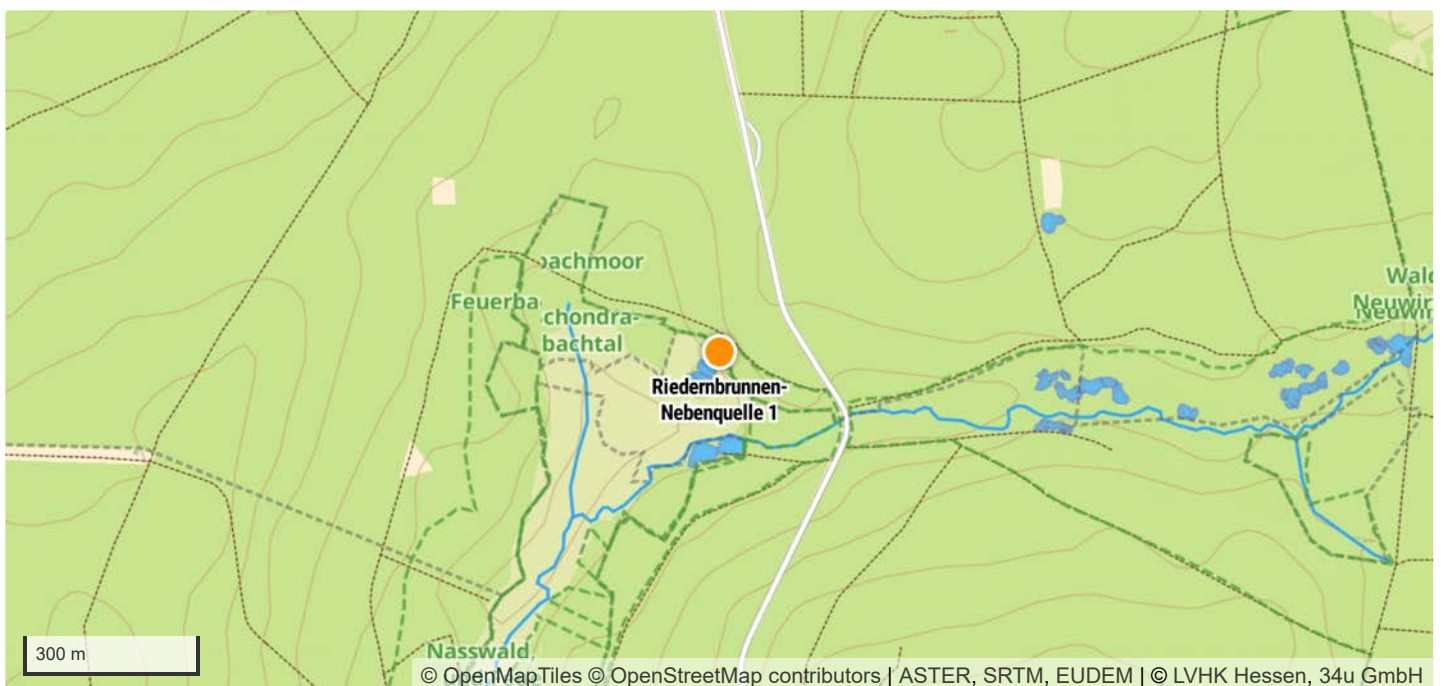 bachmoor
Feuerba
chondra-
bachtal
Wald
Neuwir
Riedernbrunnen-
Nebenquelle 1
Nasswald
300 m
© OpenMapTiles © OpenStreetMap contributors | ASTER, SRTM, EUDEM | © LVHK Hessen, 34u GmbH